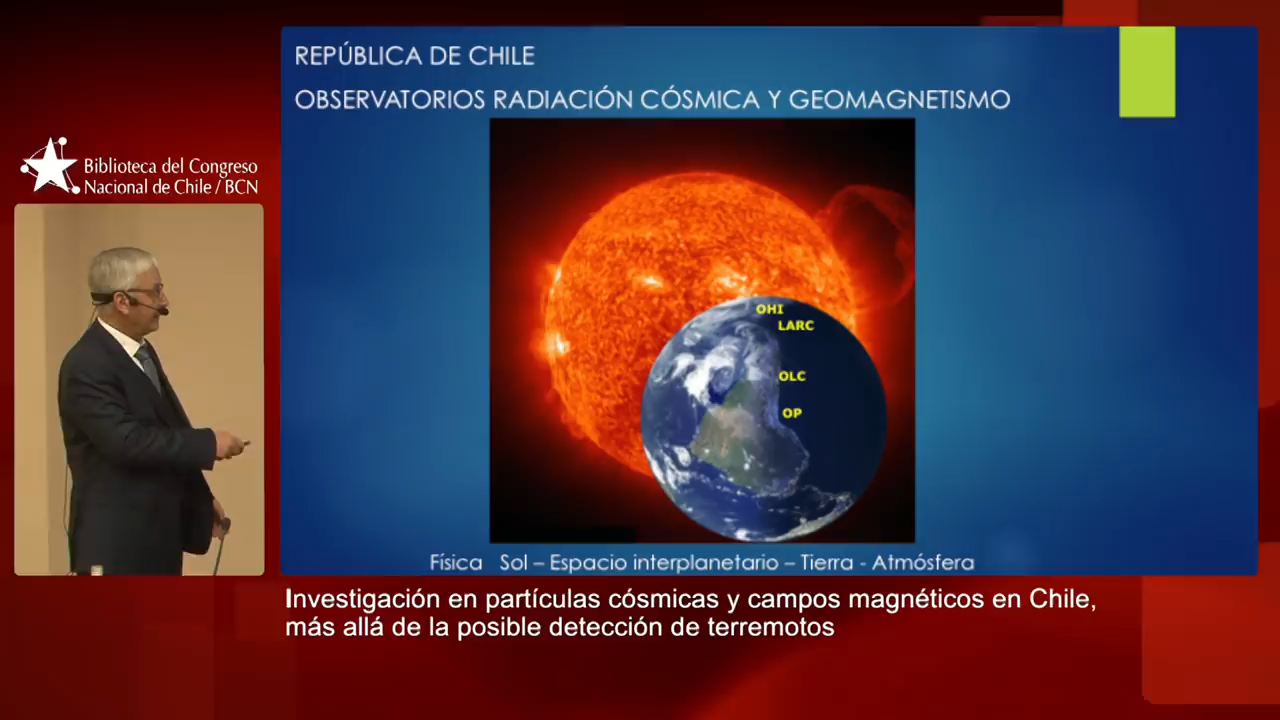 REPÚBLICA DE CHILE
OBSERVATORIOS RADIACIÓN CÓSMICA Y GEOMAGNETISMO
Biblioteca del Congreso
Nacional de Chile / BCN
OHI
LARC
OLC
OP
Física Sol – Espacio interplanetario – Tierra - Atmósfera
Investigación en partículas cósmicas y campos magnéticos en Chile,
más allá de la posible detección de terremotos